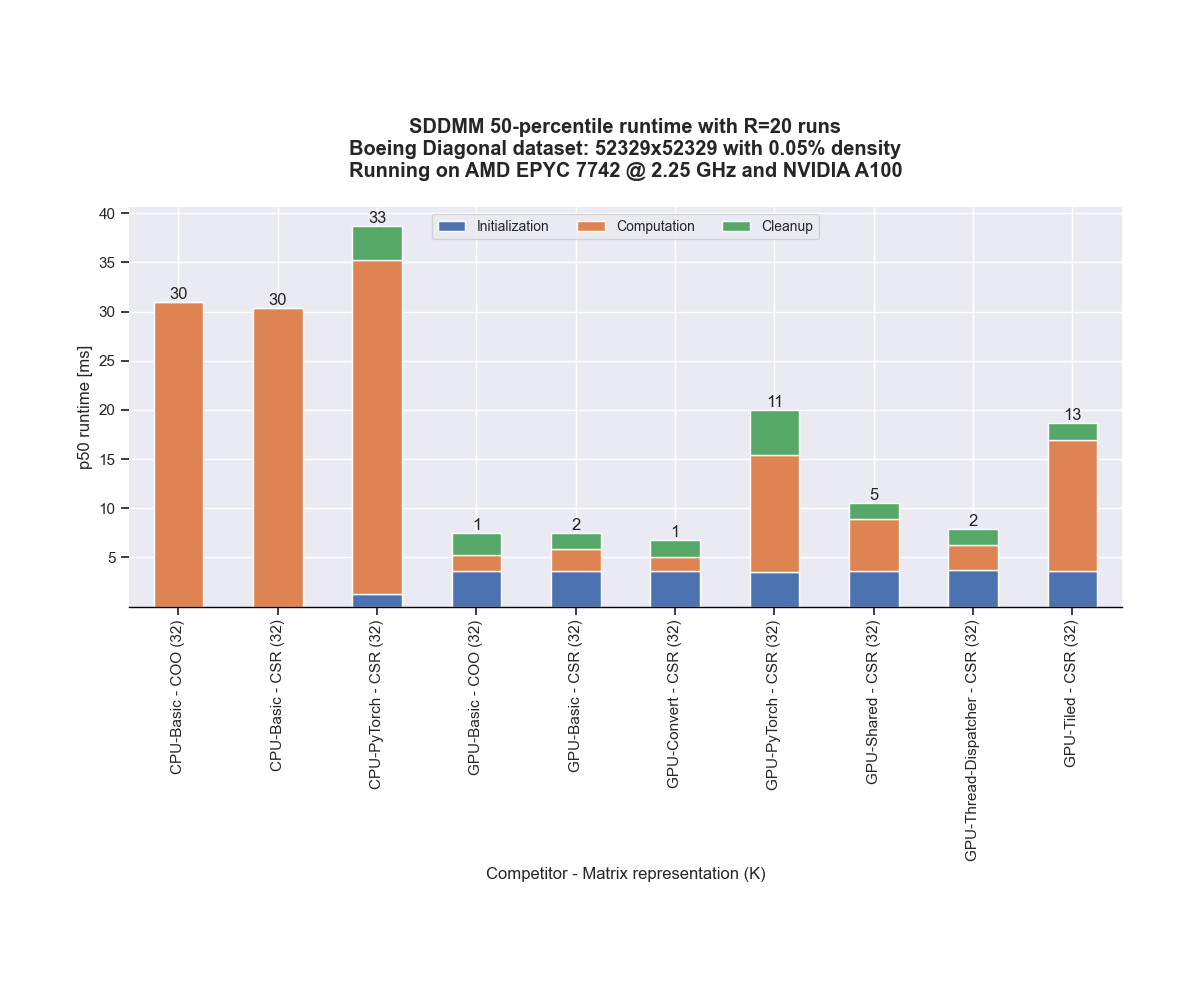 SDDMM 50-percentile runtime with R=20 runs
Boeing Diagonal dataset: 52329x52329 with 0.05% density
Running on AMD EPYC 7742 @ 2.25 GHz and NVIDIA A100
Initialization
Computation
Cleanup
p50 runtime [ms]
40
35
30
25
20
15
10
5
30
30
33
1
2
1
11
5
2
13
CPU-Basic - COO (32)
CPU-Basic - CSR (32)
CPU-PyTorch - CSR (32)
GPU-Basic - COO (32)
GPU-Basic - CSR (32)
GPU-Convert - CSR (32)
GPU-PyTorch - CSR (32)
GPU-Shared - CSR (32)
GPU-Thread-Dispatcher - CSR (32)
GPU-Tiled - CSR (32)
Competitor - Matrix representation (K)